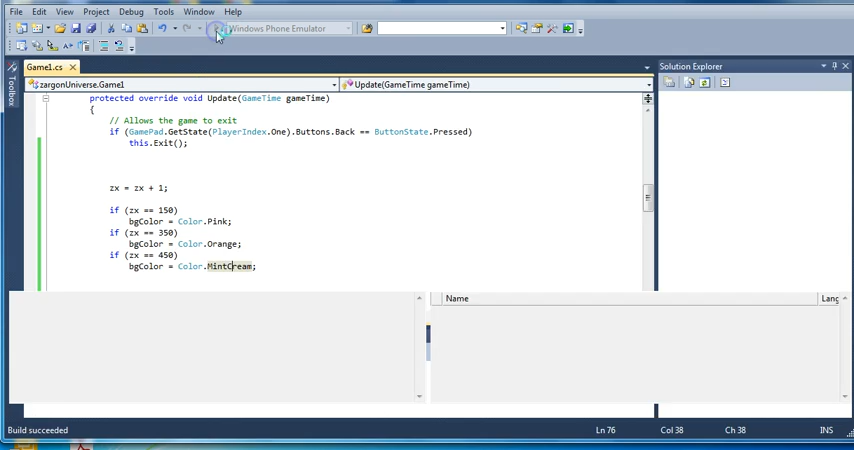 File Edit View Project Debug Tools Window Help
Windows Phone Emulator
Game1.cs
Solution Explorer
Toolbox
zargonUniverse.Game1
Update(GameTime gameTime)
protected override void Update(GameTime gameTime)
{
// Allows the game to exit
if (GamePad.GetState(PlayerIndex.One).Buttons.Back == ButtonState.Pressed)
this.Exit();
zx = zx + 1;
if (zx == 150)
bgColor = Color.Pink;
if (zx == 350)
bgColor = Color.Orange;
if (zx == 450)
bgColor = Color.MintCream;
Name
Lang
Build succeeded
Ln 76 Col 38 Ch 38 INS